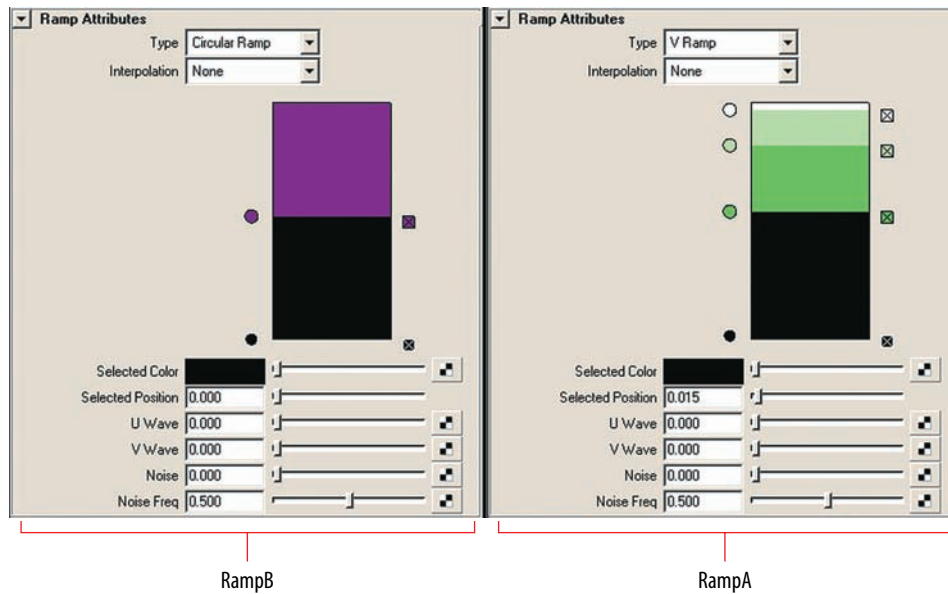 Ramp Attributes
Type Circular Ramp
Interpolation None
Selected Color
Selected Position 0.000
U Wave 0.000
V Wave 0.000
Noise 0.000
Noise Freq 0.500
RampB
Ramp Attributes
Type V Ramp
Interpolation None
Selected Color
Selected Position 0.015
U Wave 0.000
V Wave 0.000
Noise 0.000
Noise Freq 0.500
RampA